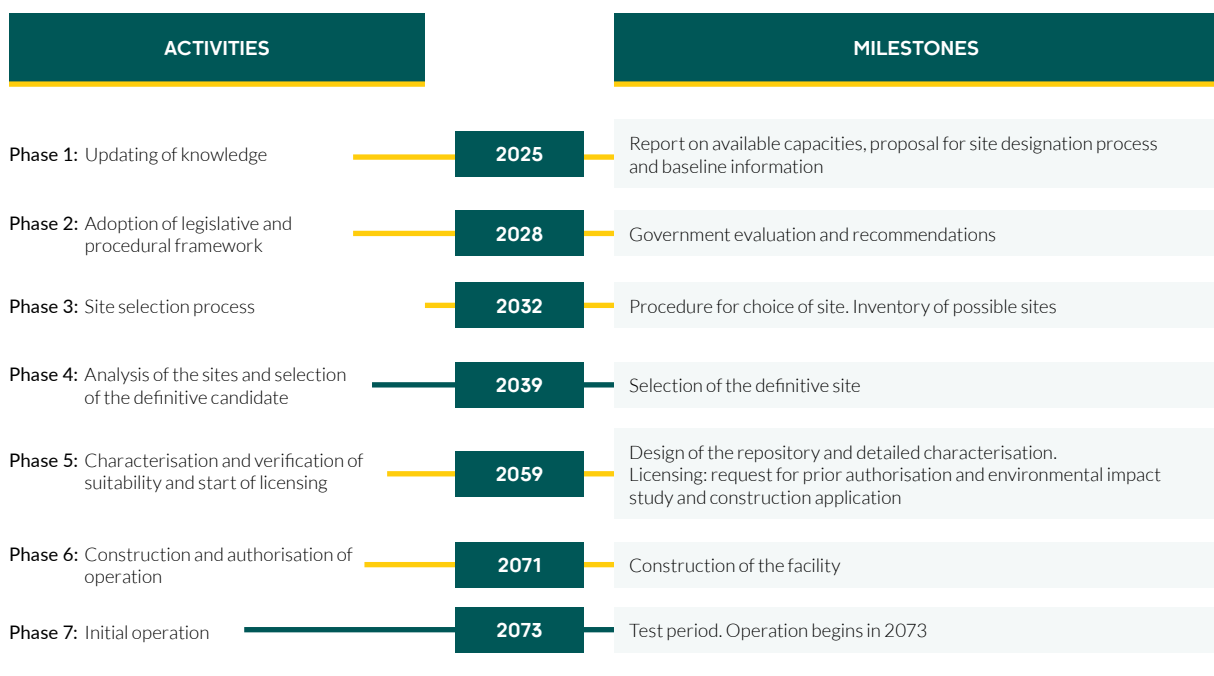 ACTIVITIES
MILESTONES
Phase 1: Updating of knowledge
2025
Report on available capacities, proposal for site designation process
and baseline information
Phase 2: Adoption of legislative and
procedural framework
2028
Government evaluation and recommendations
Phase 3: Site selection process
2032
Procedure for choice of site. Inventory of possible sites
Phase 4: Analysis of the sites and selection
of the definitive candidate
2039
Selection of the definitive site
Phase 5: Characterisation and verification of
suitability and start of licensing
2059
Design of the repository and detailed characterisation.
Licensing: request for prior authorisation and environmental impact
study and construction application
Phase 6: Construction and authorisation of
operation
2071
Construction of the facility
Phase 7: Initial operation
2073
Test period. Operation begins in 2073